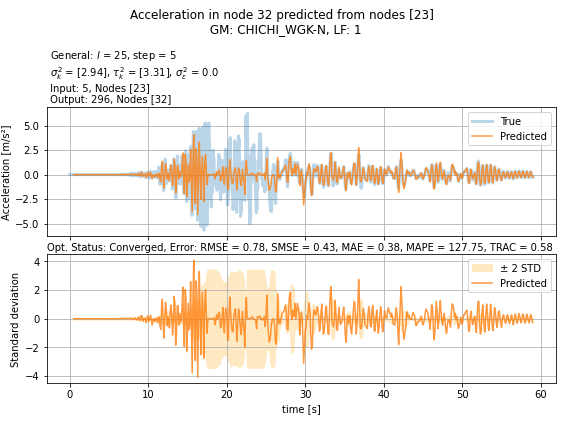 Acceleration in node 32 predicted from nodes [23]
GM: CHICHI_WGK-N, LF: 1
General: l = 25, step = 5
σ²ₖ = [2.94], τ²ₖ = [3.31], σ²ε = 0.0
Input: 5, Nodes [23]
Output: 296, Nodes [32]
Acceleration [m/s²]
5.0
2.5
0.0
−2.5
−5.0
True
Predicted
Opt. Status: Converged, Error: RMSE = 0.78, SMSE = 0.43, MAE = 0.38, MAPE = 127.75, TRAC = 0.58
Standard deviation
4
2
0
−2
−4
± 2 STD
Predicted
0 10 20 30 40 50 60
time [s]